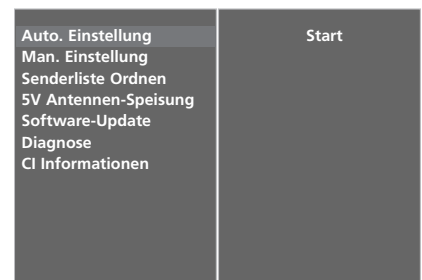 Auto. Einstellung
Start
Man. Einstellung
Senderliste Ordnen
5V Antennen-Speisung
Software-Update
Diagnose
CI Informationen